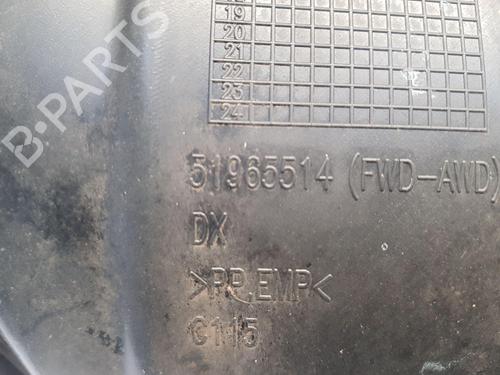 19
20
21
22
23
24
51965514 (FWD-AWD)
DX
>PP.EMP<
C115
B-PARTS